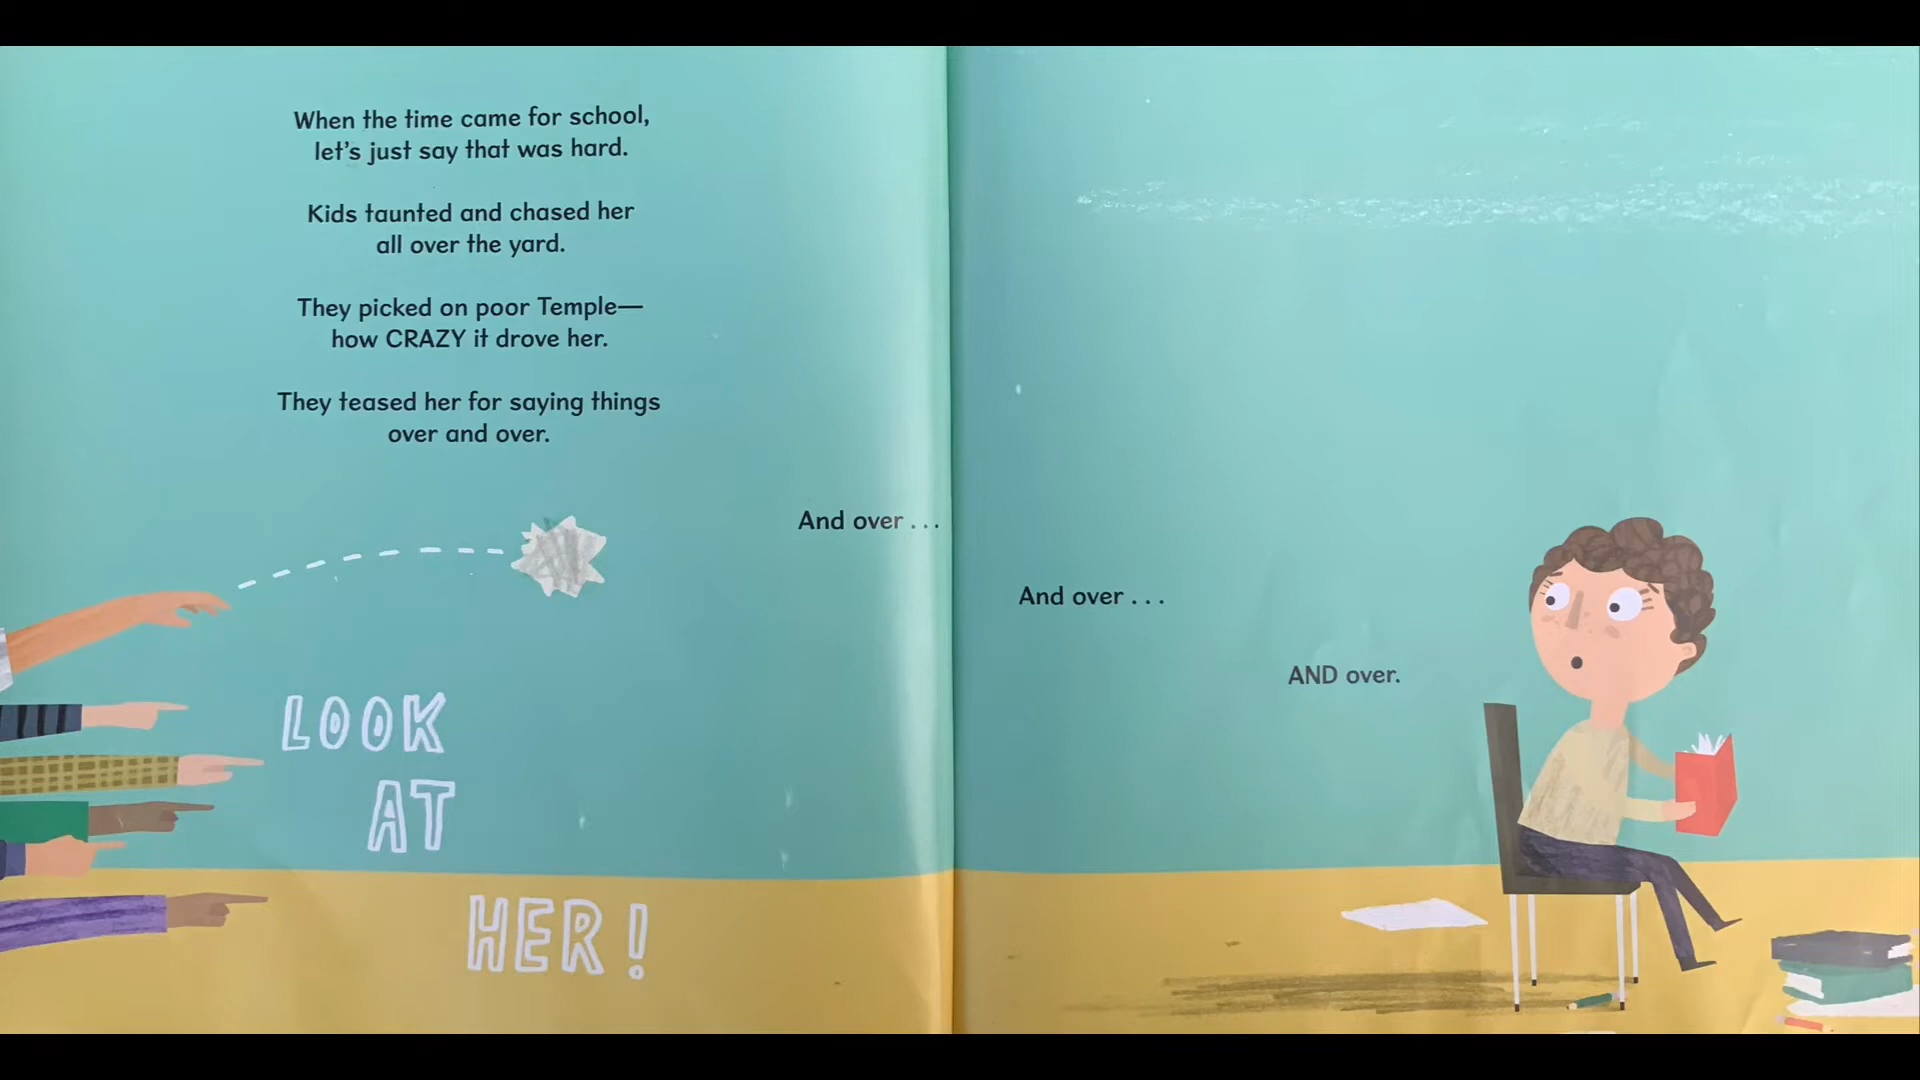 When the time came for school,
let's just say that was hard.
Kids taunted and chased her
all over the yard.
They picked on poor Temple—
how CRAZY it drove her.
They teased her for saying things
over and over.
And over . . .
And over . . .
AND over.
LOOK
AT
HER!